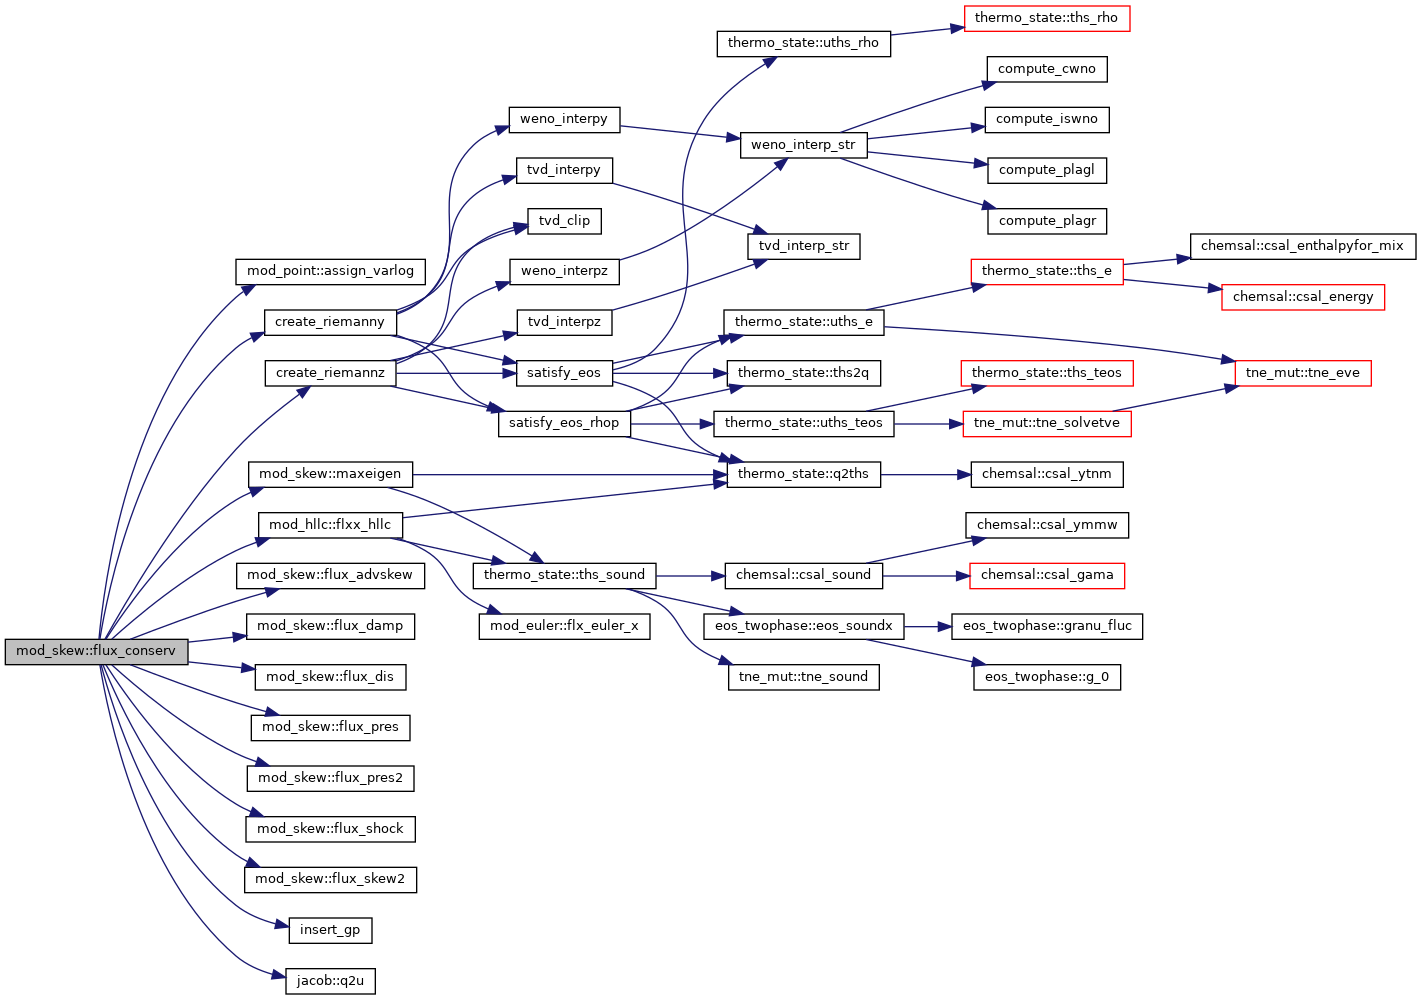 thermo_state::ths_rho
thermo_state::uths_rho
compute_cwno
weno_interpy
compute_iswno
weno_interp_str
tvd_interpy
compute_plagl
tvd_clip
compute_plagr
tvd_interp_str
chemsal::csal_enthalpyfor_mix
mod_point::assign_varlog
weno_interpz
thermo_state::ths_e
chemsal::csal_energy
create_riemanny
tvd_interpz
thermo_state::uths_e
create_riemannz
satisfy_eos
thermo_state::ths2q
thermo_state::ths_teos
tne_mut::tne_eve
satisfy_eos_rhop
thermo_state::uths_teos
tne_mut::tne_solvetve
mod_skew::maxeigen
thermo_state::q2ths
chemsal::csal_ytnm
mod_hllc::flxx_hllc
chemsal::csal_ymmw
mod_skew::flux_advskew
thermo_state::ths_sound
chemsal::csal_sound
chemsal::csal_gama
mod_skew::flux_damp
mod_euler::flx_euler_x
eos_twophase::eos_soundx
eos_twophase::granu_fluc
mod_skew::flux_conserv
mod_skew::flux_dis
tne_mut::tne_sound
eos_twophase::g_0
mod_skew::flux_pres
mod_skew::flux_pres2
mod_skew::flux_shock
mod_skew::flux_skew2
insert_gp
jacob::q2u